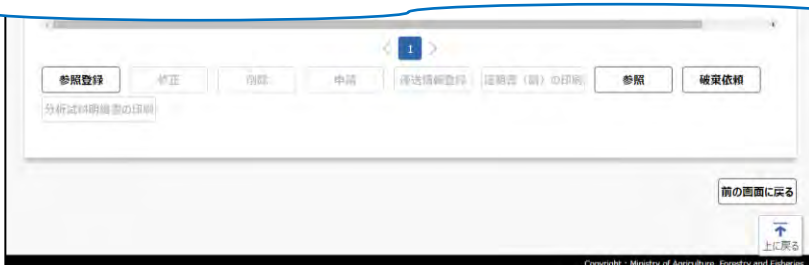 1
参照登録 修正 削除 申請 運送情報登録 証明書（副）の印刷 参照 破棄依頼
分析試料明細書の印刷
前の画面に戻る
上に戻る
Copyright : Ministry of Agriculture, Forestry and Fisheries